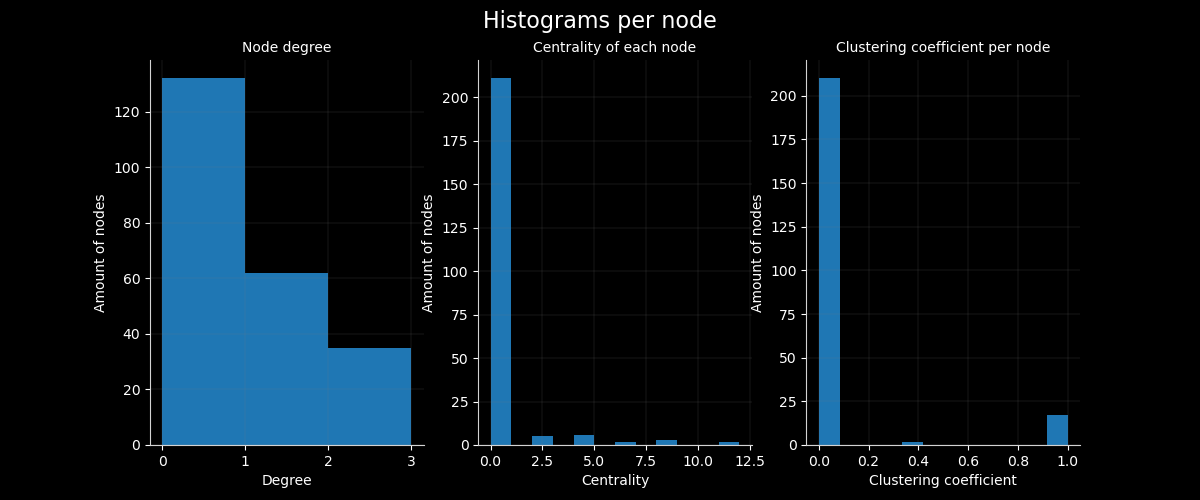 Histograms per node
Node degree
120
100
80
60
40
20
0
0 1 2 3
Amount of nodes
Degree
Centrality of each node
200
175
150
125
100
75
50
25
0
0.0 2.5 5.0 7.5 10.0 12.5
Amount of nodes
Centrality
Clustering coefficient per node
200
175
150
125
100
75
50
25
0
0.0 0.2 0.4 0.6 0.8 1.0
Amount of nodes
Clustering coefficient